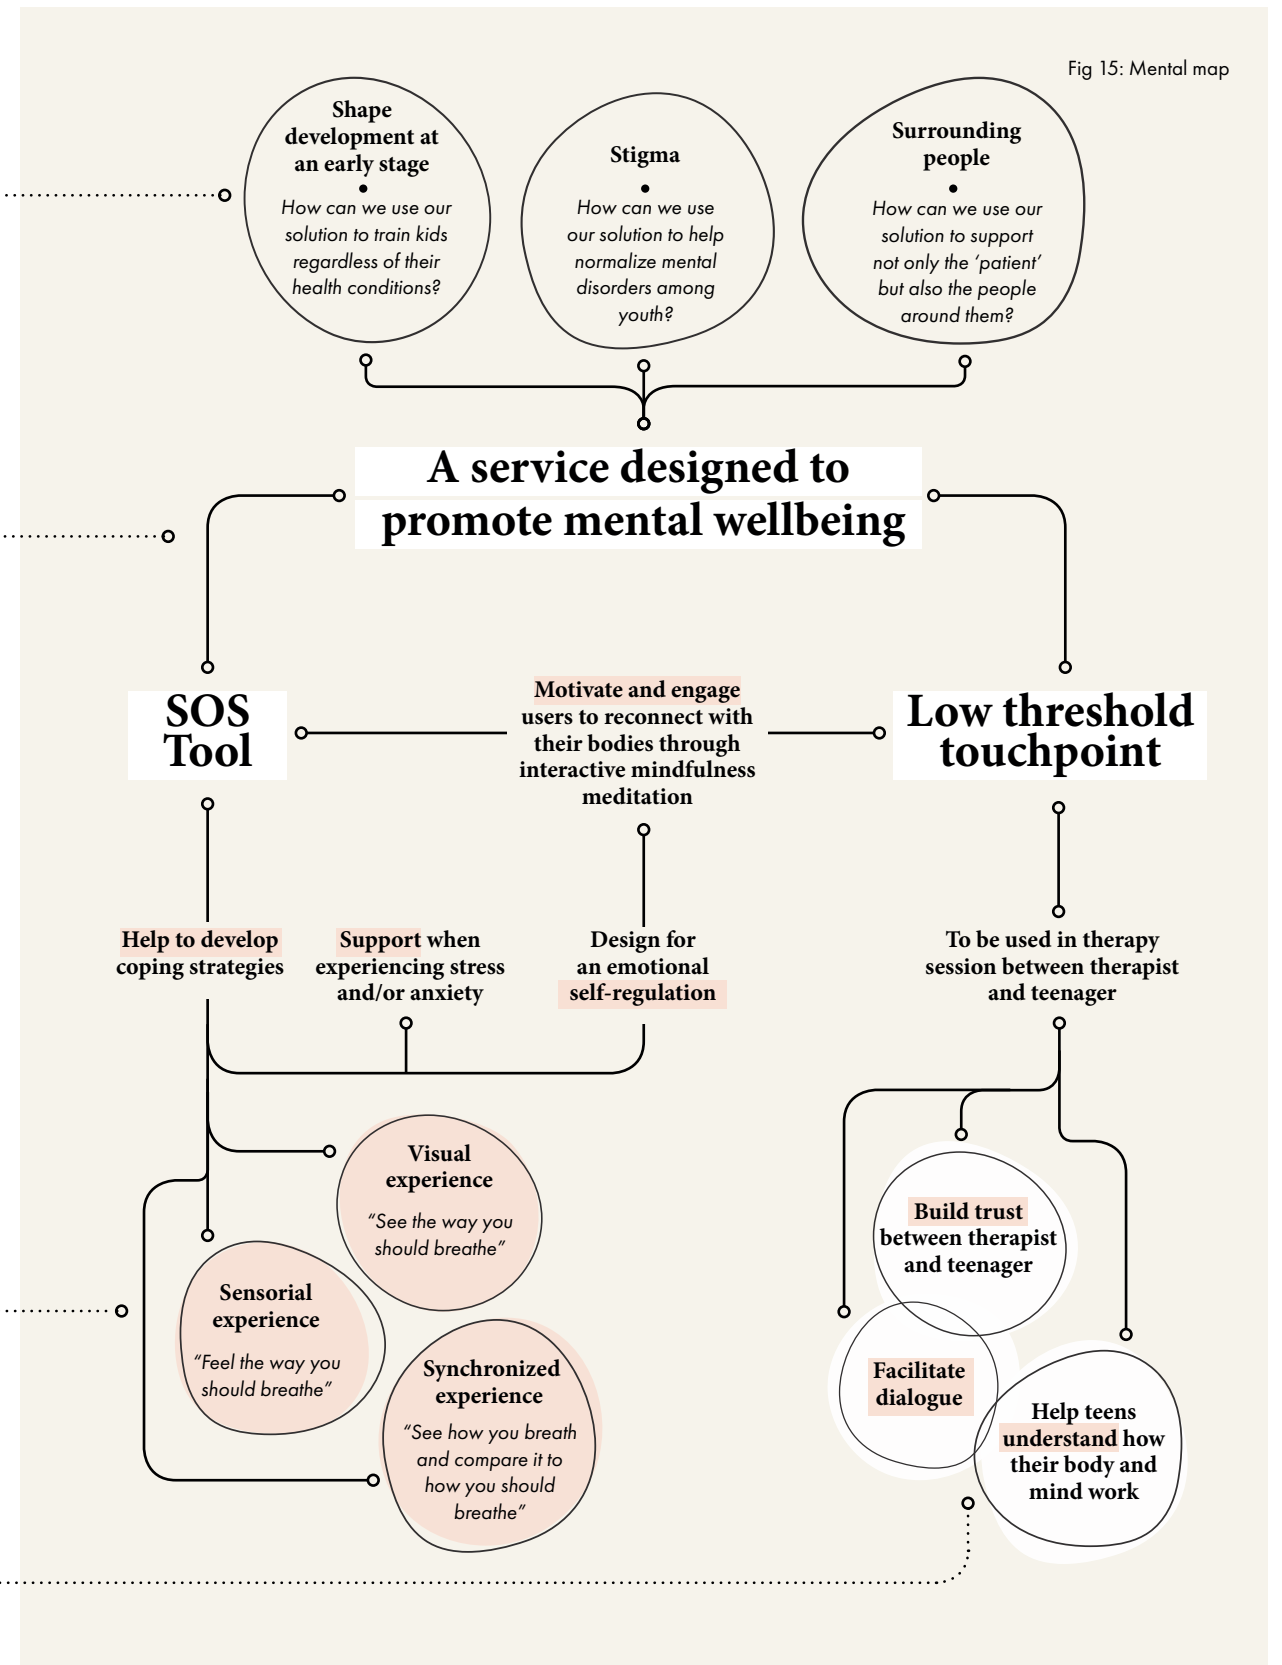 Fig 15: Mental map
Shape
development at
an early stage
•
How can we use our
solution to train kids
regardless of their
health conditions?
Stigma
•
How can we use
our solution to help
normalize mental
disorders among
youth?
Surrounding
people
•
How can we use our
solution to support
not only the ‘patient’
but also the people
around them?
A service designed to
promote mental wellbeing
SOS
Tool
Motivate and engage
users to reconnect with
their bodies through
interactive mindfulness
meditation
Low threshold
touchpoint
Help to develop
coping strategies
Support when
experiencing stress
and/or anxiety
Design for
an emotional
self-regulation
To be used in therapy
session between therapist
and teenager
Visual
experience
“See the way you
should breathe”
Sensorial
experience
“Feel the way you
should breathe”
Synchronized
experience
“See how you breath
and compare it to
how you should
breathe”
Build trust
between therapist
and teenager
Facilitate
dialogue
Help teens
understand how
their body and
mind work